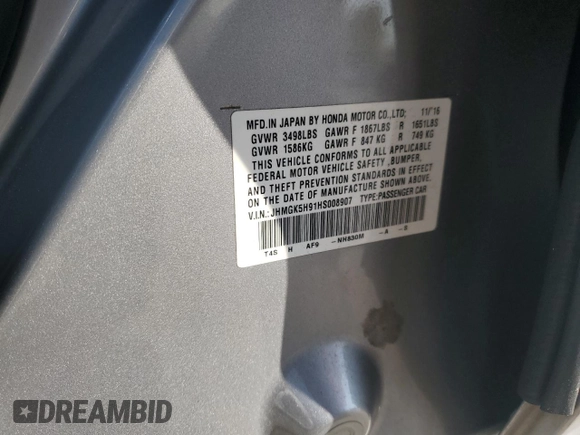 MFD.IN JAPAN BY HONDA MOTOR CO.,LTD; 11/'16
GVWR 3498LBS GAWR F 1867LBS R 1651LBS
GVWR 1586KG GAWR F 847 KG R 749 KG
THIS VEHICLE CONFORMS TO ALL APPLICABLE
FEDERAL MOTOR VEHICLE SAFETY ,BUMPER,
AND THEFT PREVENTION STANDARDS IN EFFECT
ON THE DATE OF MANUFACTURE SHOWN ABOVE.
V.I.N.:JHMGK5H91HS008907 TYPE:PASSENGER CAR
T4S H AF9 -NH830M -A -S
DREAMBID